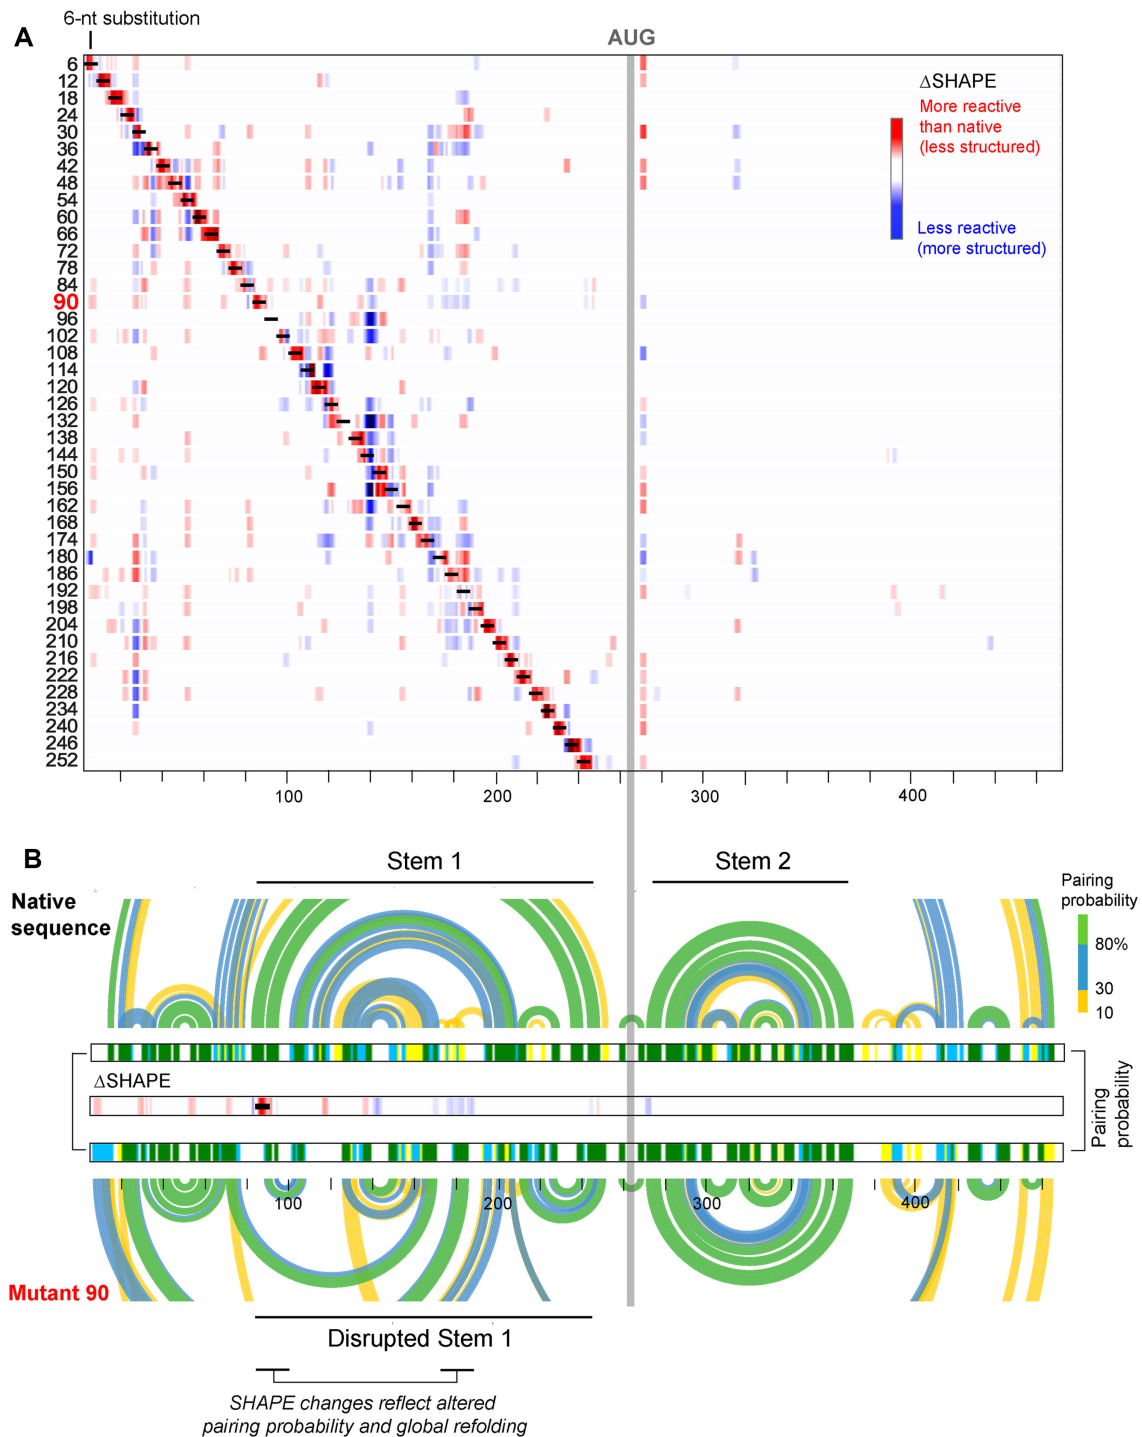 6-nt substitution
A
AUG
6
12
18
24
30
36
42
48
54
60
66
72
78
84
90
96
102
108
114
120
126
132
138
144
150
156
162
168
174
180
186
192
198
204
210
216
222
228
234
240
246
252
ΔSHAPE
More reactive
than native
(less structured)
Less reactive
(more structured)
100 200 300 400
B
Stem 1 Stem 2
Native
sequence
Pairing
probability
80%
30
10
ΔSHAPE
Pairing
probability
100 200 300 400
Mutant 90
Disrupted Stem 1
SHAPE changes reflect altered
pairing probability and global refolding